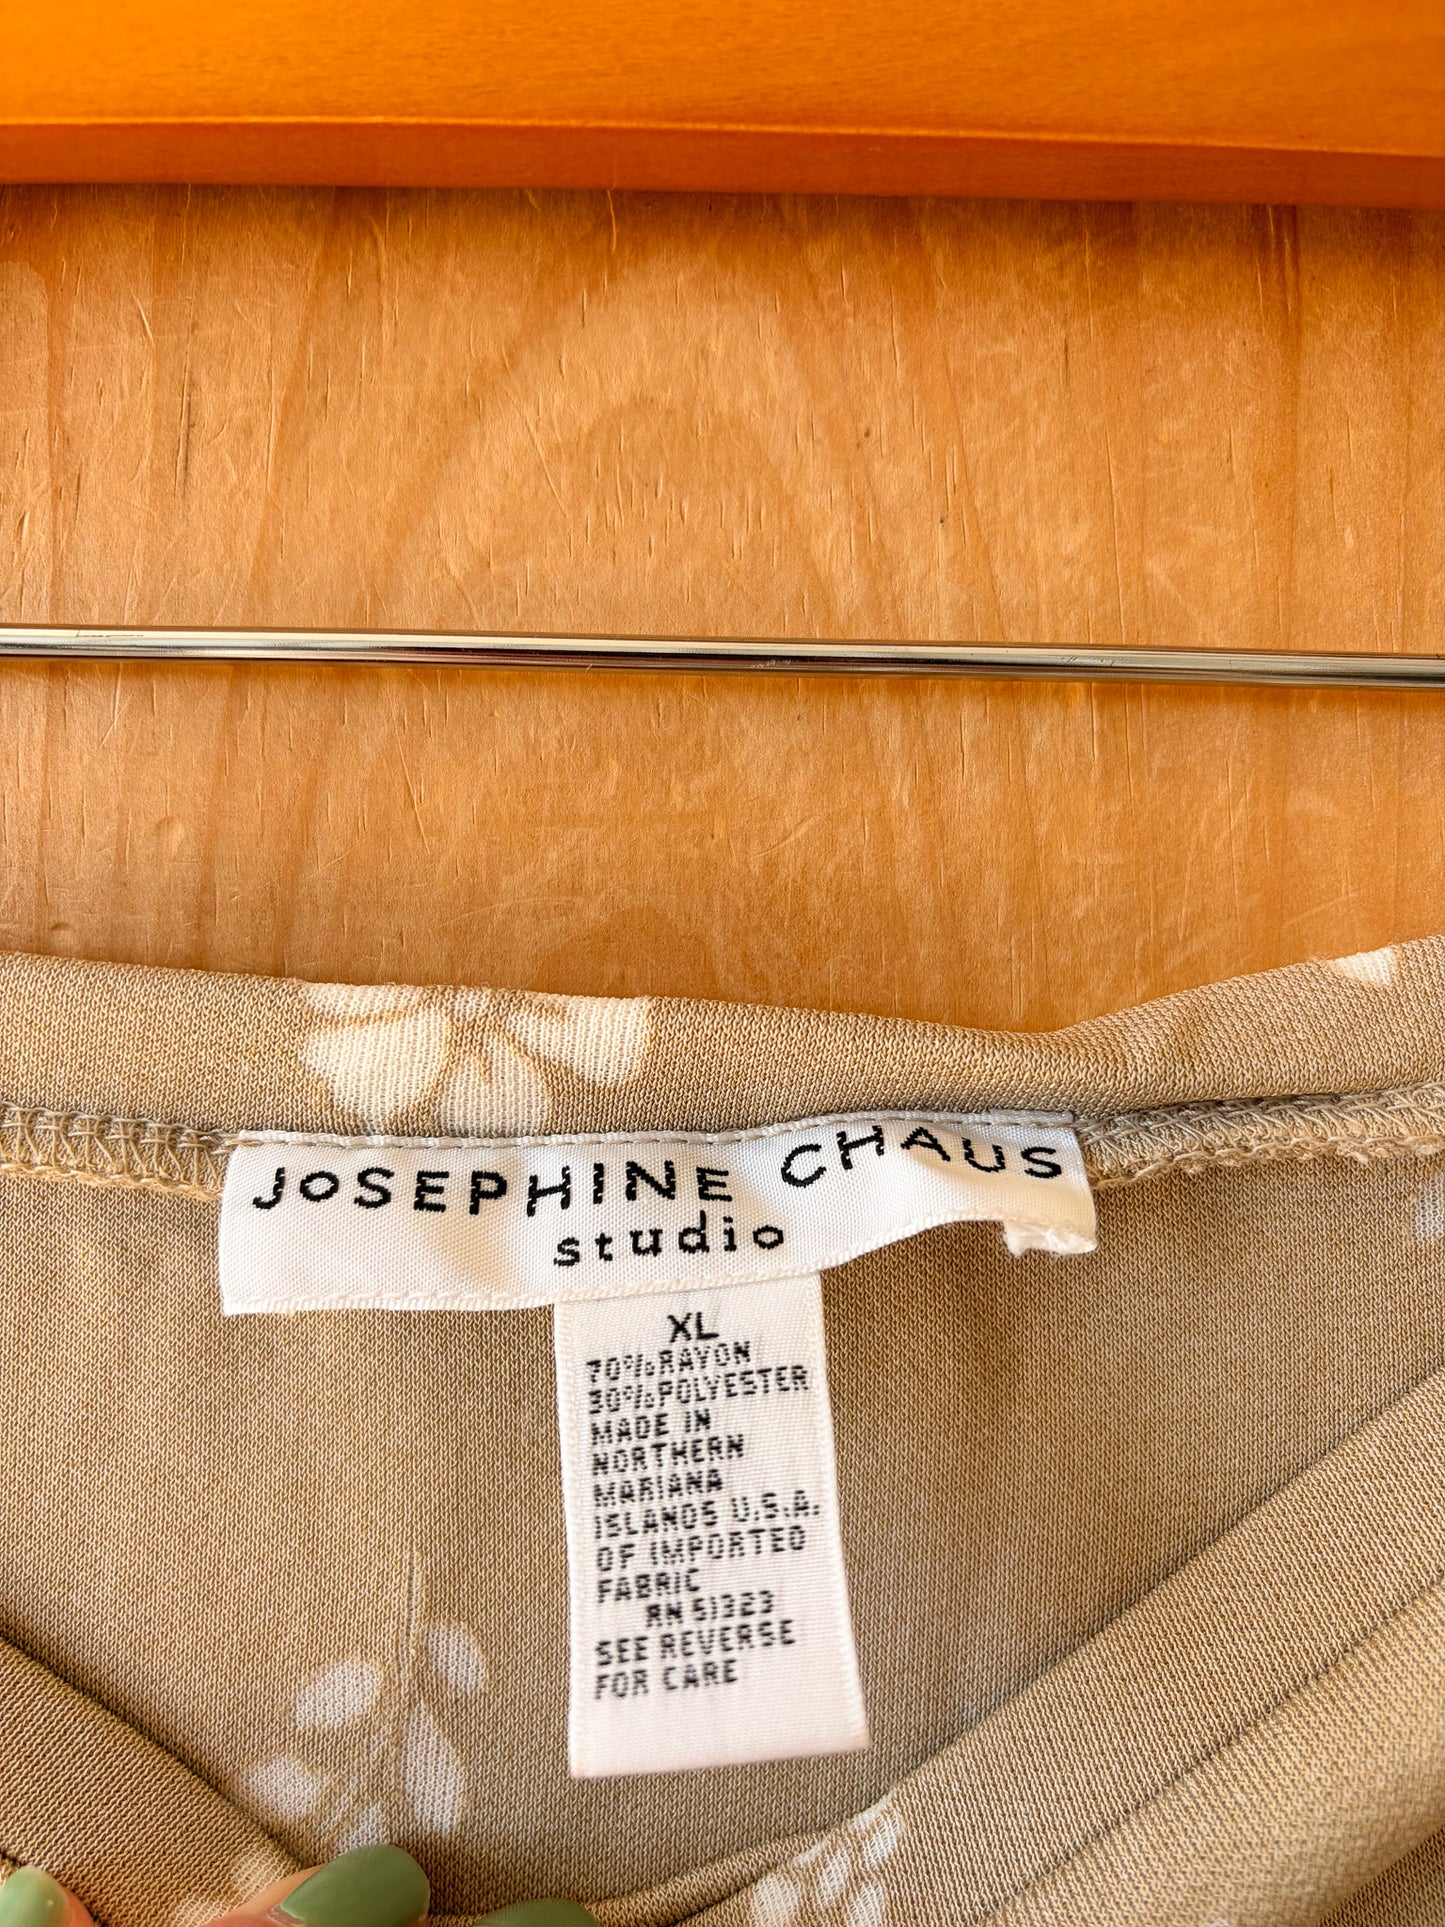 JoSEPHINE CHAUS
studio
XL
70%RAYON
30%POLYESTER
MADE IN
NORTHERN
MARIANA
ISLANDS U.S.A.
OF IMPORTED
FABRIC
RN 51323
SEE REVERSE
FOR CARE